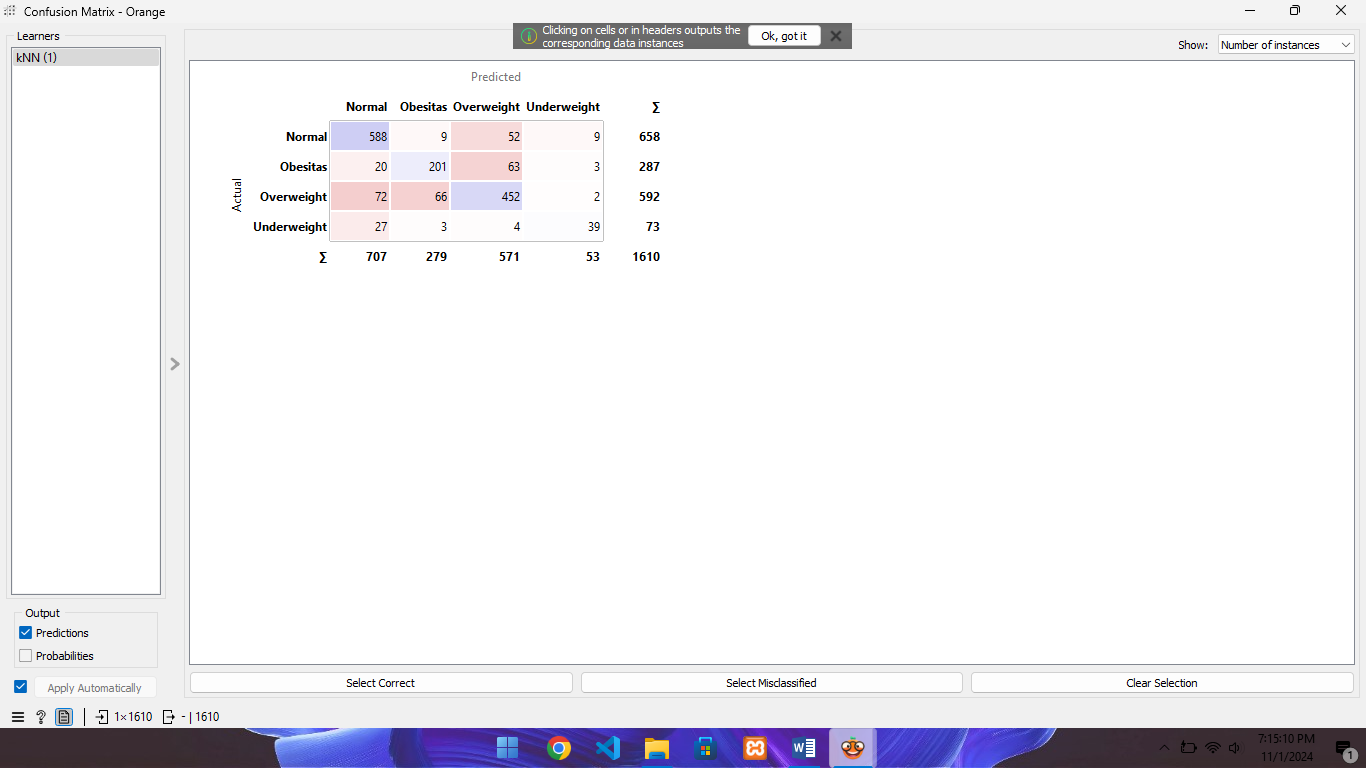 Confusion Matrix - Orange
Learners
kNN (1)
Clicking on cells or in headers outputs the
corresponding data instances
Ok, got it
Show: Number of instances
Predicted
Normal Obesitas Overweight Underweight ∑
Actual
Normal 588 9 52 9 658
Obesitas 20 201 63 3 287
Overweight 72 66 452 2 592
Underweight 27 3 4 39 73
∑ 707 279 571 53 1610
Output
Predictions
Probabilities
Apply Automatically
Select Correct
Select Misclassified
Clear Selection
1×1610 - | 1610
7:15:10 PM
11/1/2024
1